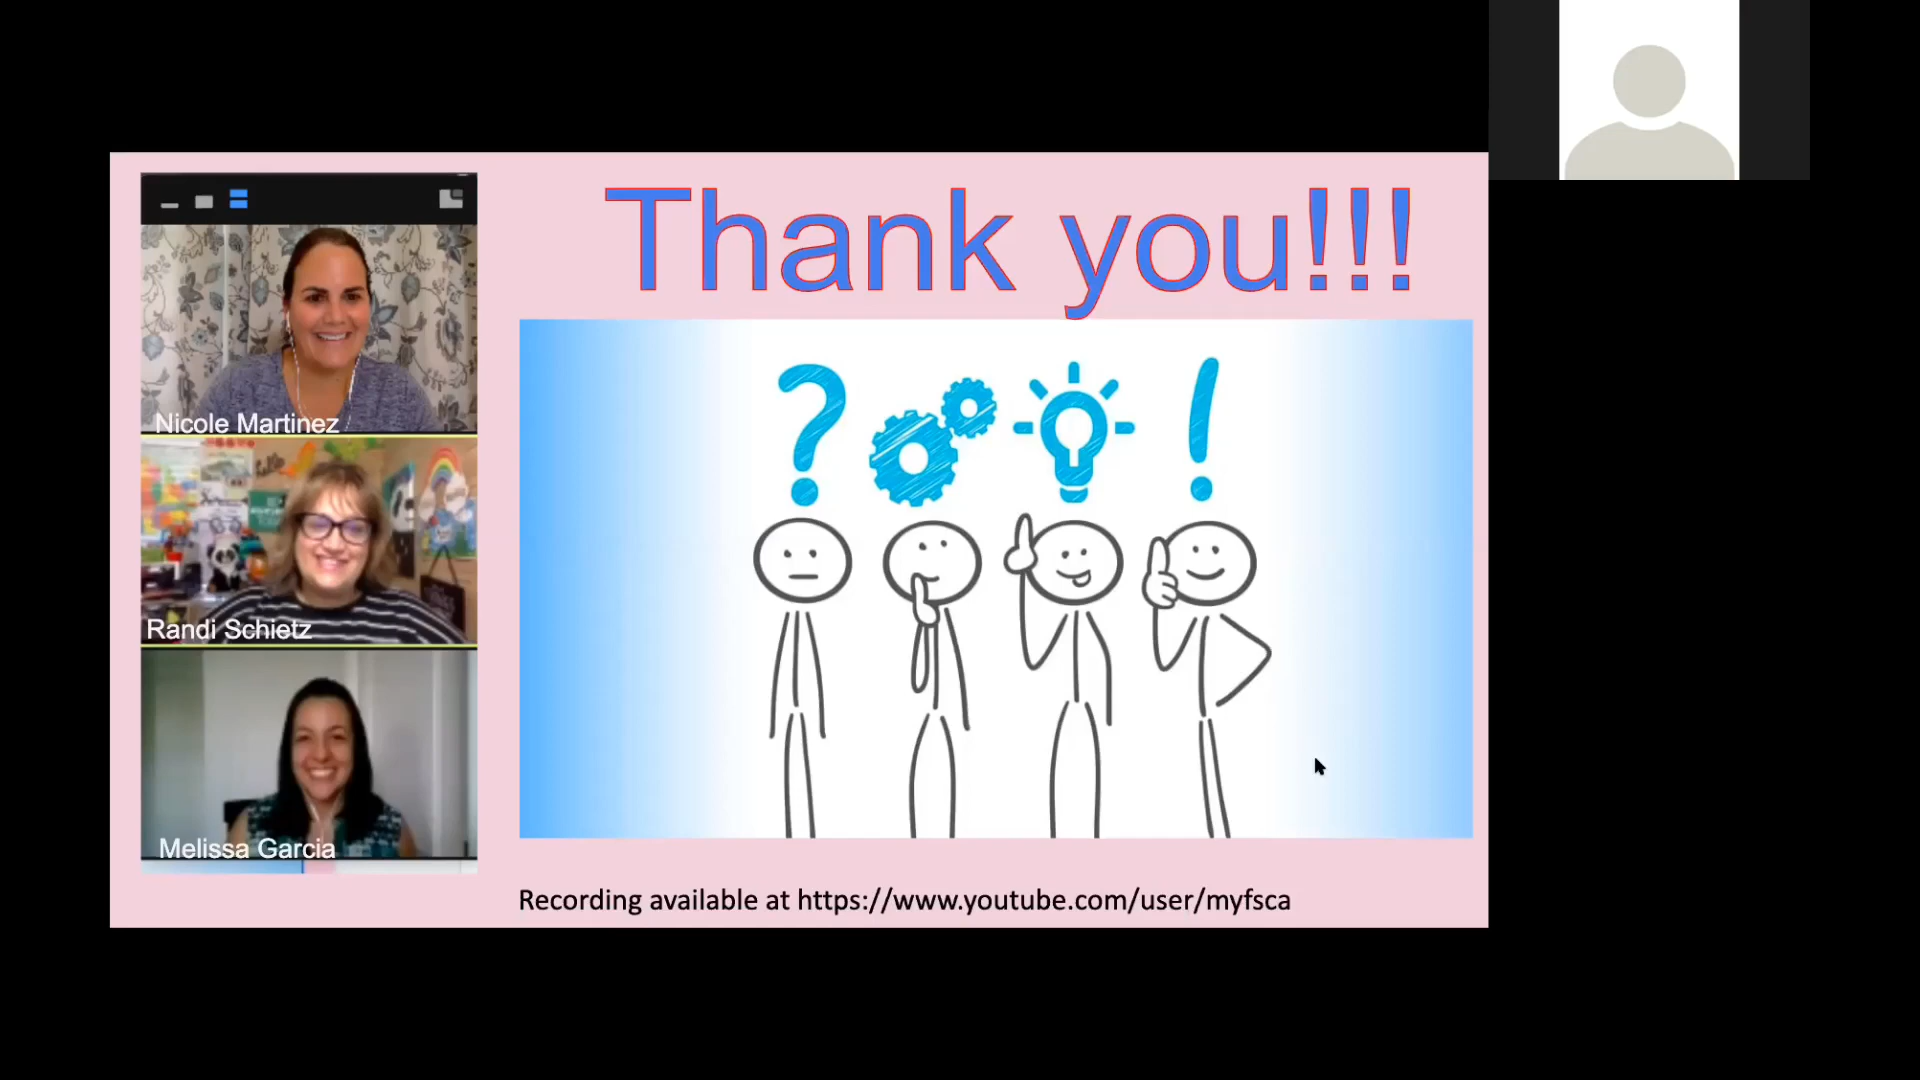 Thank you!!!
Nicole Martinez
Randi Schietz
Melissa Garcia
Recording available at https://www.youtube.com/user/myfsca